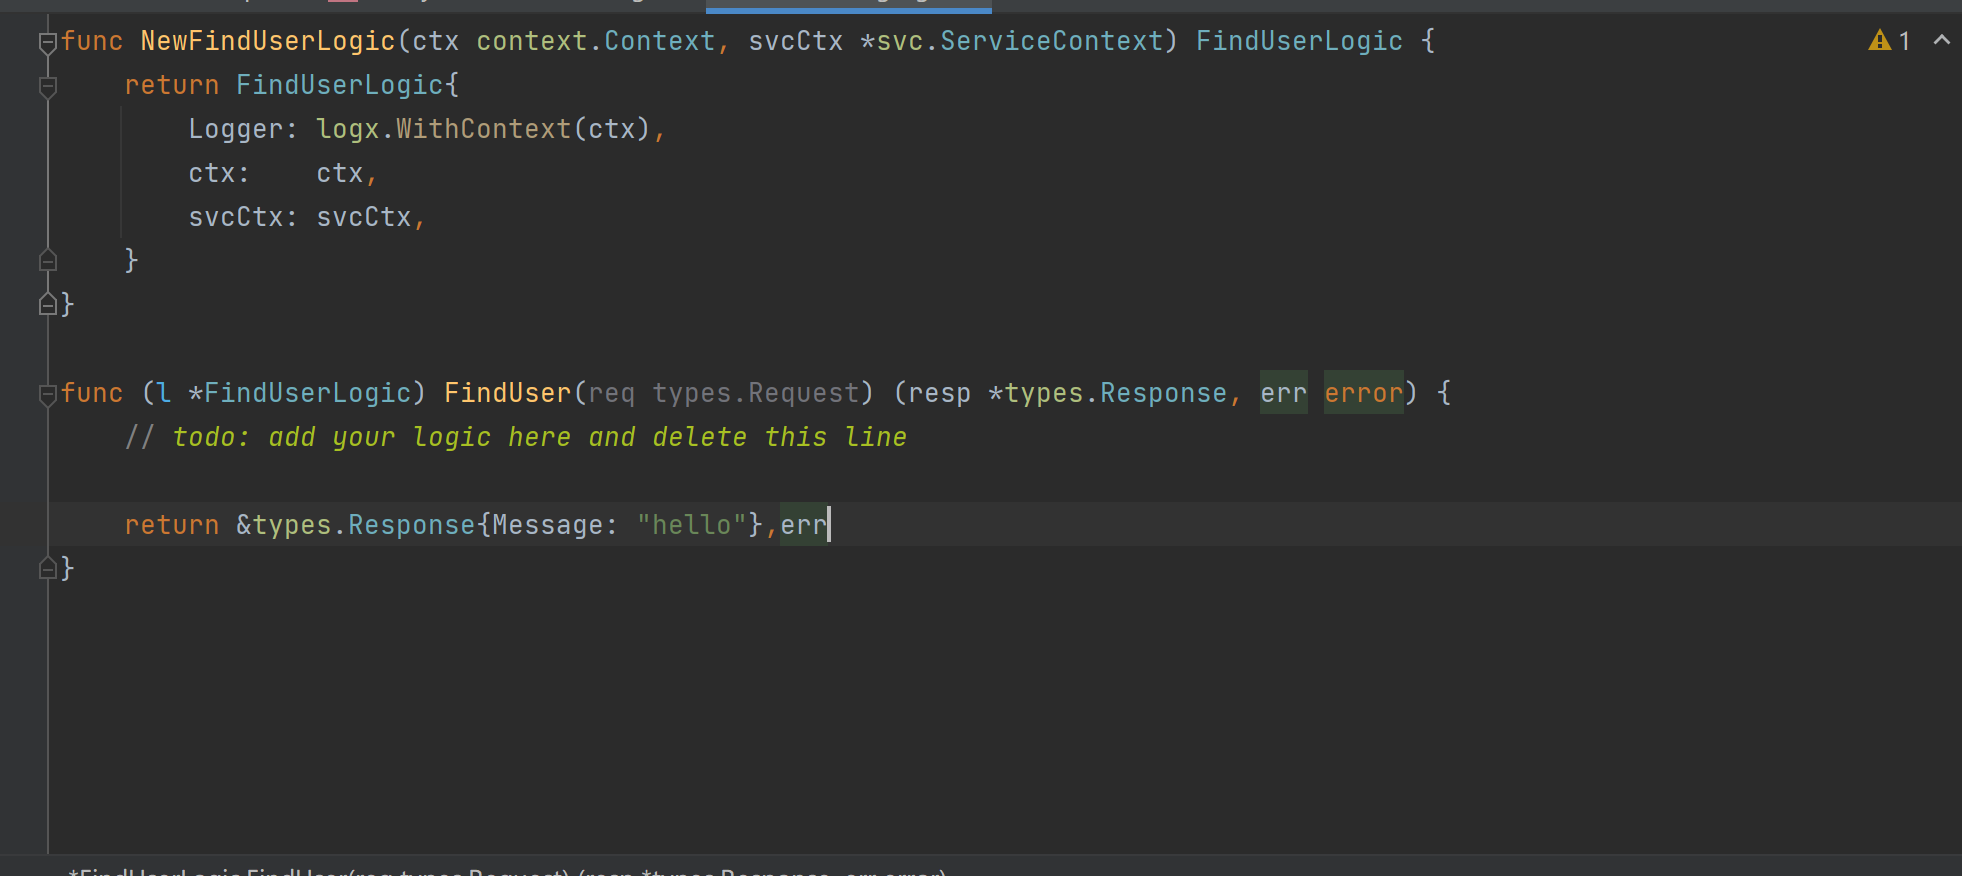 func NewFindUserLogic(ctx context.Context, svcCtx *svc.ServiceContext) FindUserLogic {
1
    return FindUserLogic{
        Logger: logx.WithContext(ctx),
        ctx:    ctx,
        svcCtx: svcCtx,
    }
}

func (l *FindUserLogic) FindUser(req types.Request) (resp *types.Response, err error) {
    // todo: add your logic here and delete this line

    return &types.Response{Message: "hello"},err
}
*FindUserLogic.FindUser(req types.Request) (resp *types.Response, err error)